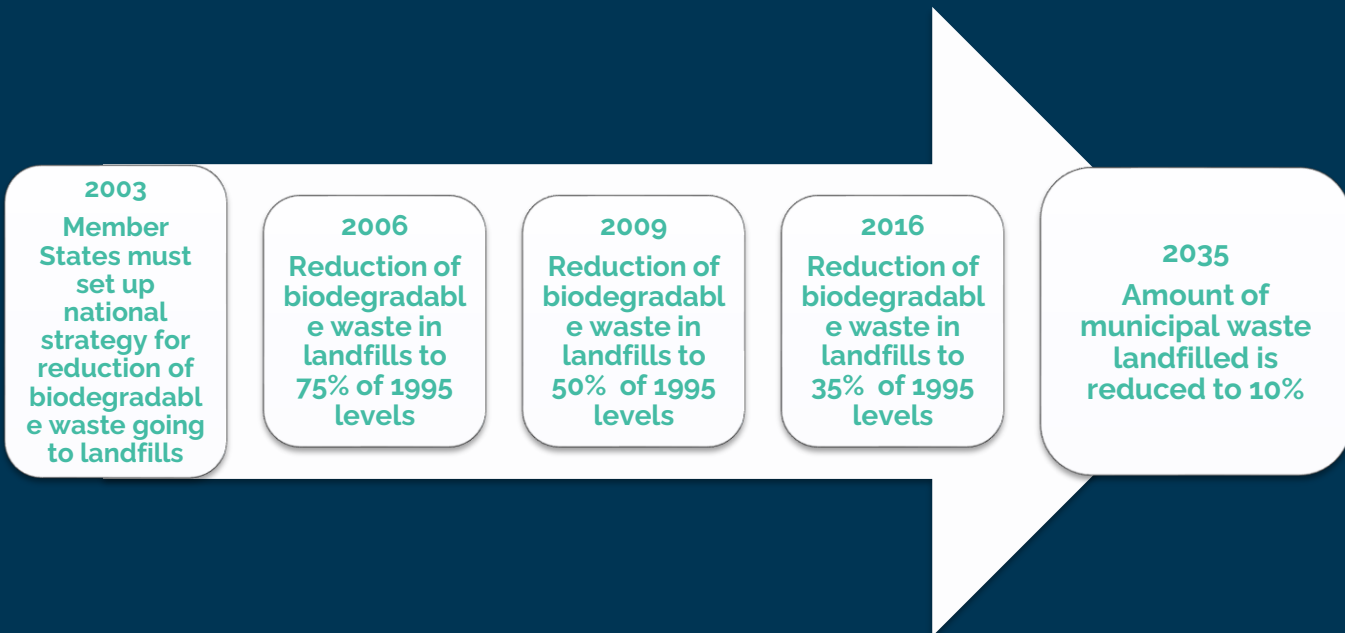 2003
Member
States must
set up
national
strategy for
reduction of
biodegradabl
e waste going
to landfills
2006
Reduction of
biodegradabl
e waste in
landfills to
75% of 1995
levels
2009
Reduction of
biodegradabl
e waste in
landfills to
50% of 1995
levels
2016
Reduction of
biodegradabl
e waste in
landfills to
35% of 1995
levels
2035
Amount of
municipal waste
landfilled is
reduced to 10%